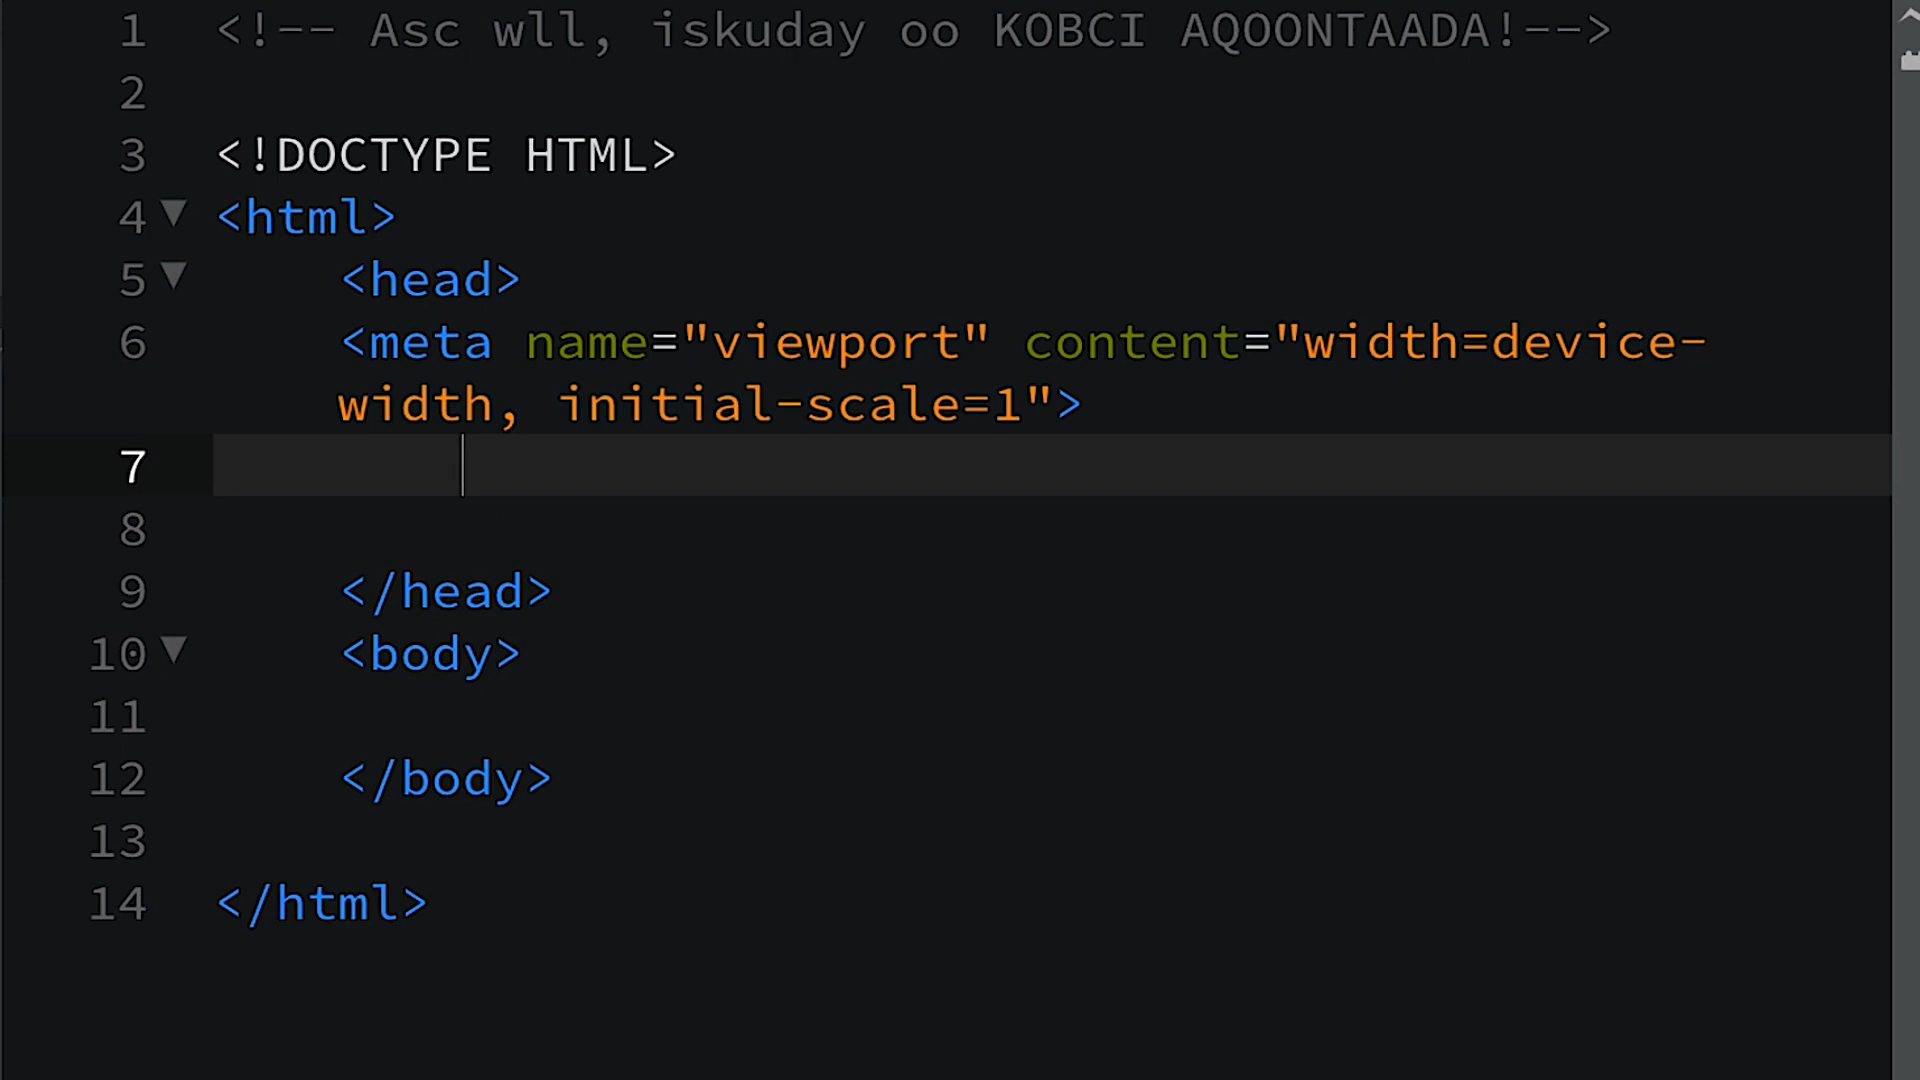 1 <!-- Asc wll, iskuday oo KOBCI AQOONTAADA!-->
2
3 <!DOCTYPE HTML>
4 <html>
5 <head>
6 <meta name="viewport" content="width=device-
width, initial-scale=1">
7
8
9 </head>
10 <body>
11
12 </body>
13
14 </html>